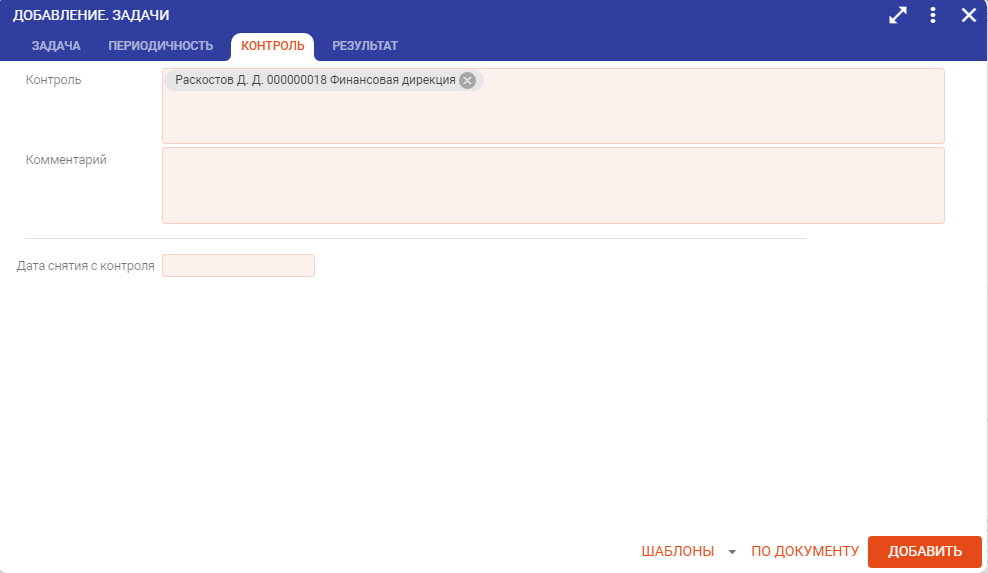 ДОБАВЛЕНИЕ. ЗАДАЧИ
ЗАДАЧА ПЕРИОДИЧНОСТЬ КОНТРОЛЬ РЕЗУЛЬТАТ
Контроль Раскостов Д. Д. 000000018 Финансовая дирекция
Комментарий
Дата снятия с контроля
ШАБЛОНЫ ПО ДОКУМЕНТУ ДОБАВИТЬ